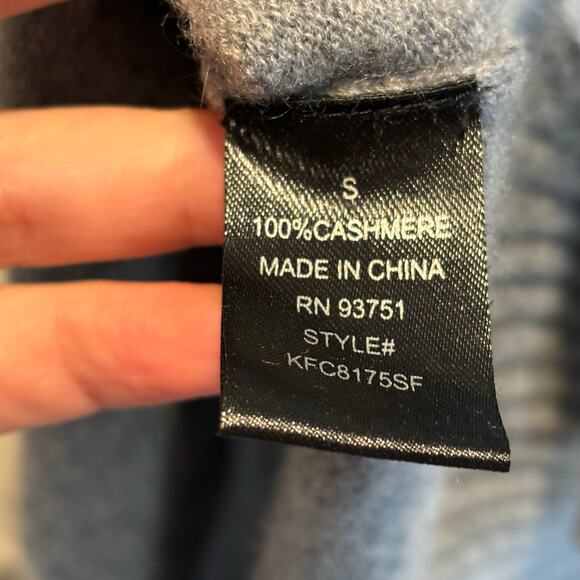 S
100%CASHMERE
MADE IN CHINA
RN 93751
STYLE#
KFC8175SF